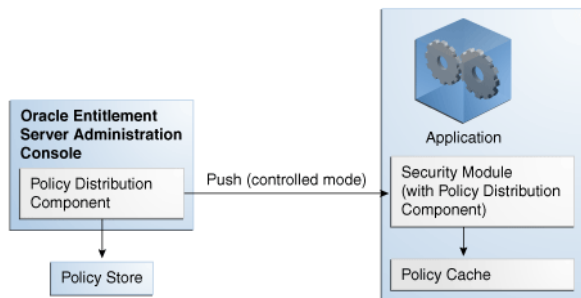 Oracle Entitlement
Server Administration
Console
Policy Distribution
Component
Policy Store
Push (controlled mode)
Application
Security Module
(with Policy Distribution
Component)
Policy Cache